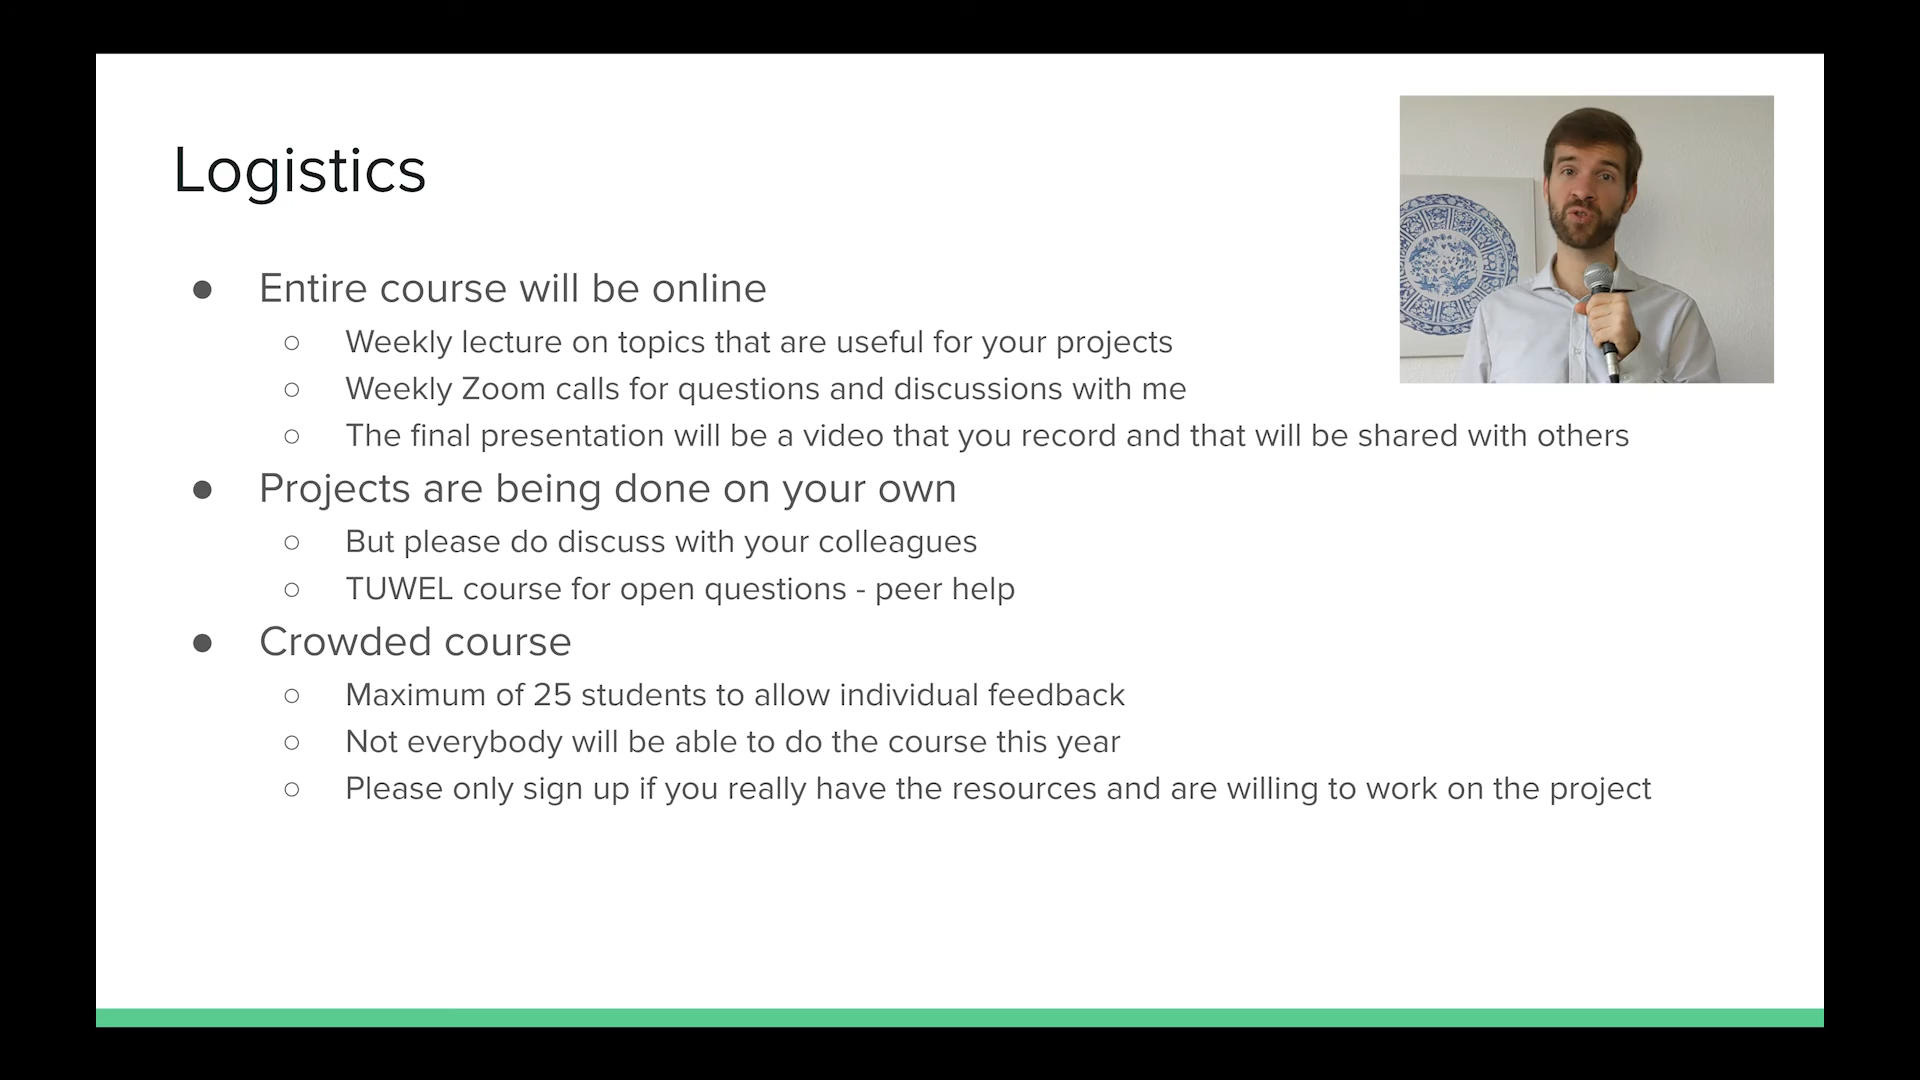 Logistics
● Entire course will be online
○ Weekly lecture on topics that are useful for your projects
○ Weekly Zoom calls for questions and discussions with me
○ The final presentation will be a video that you record and that will be shared with others
● Projects are being done on your own
○ But please do discuss with your colleagues
○ TUWEL course for open questions - peer help
● Crowded course
○ Maximum of 25 students to allow individual feedback
○ Not everybody will be able to do the course this year
○ Please only sign up if you really have the resources and are willing to work on the project